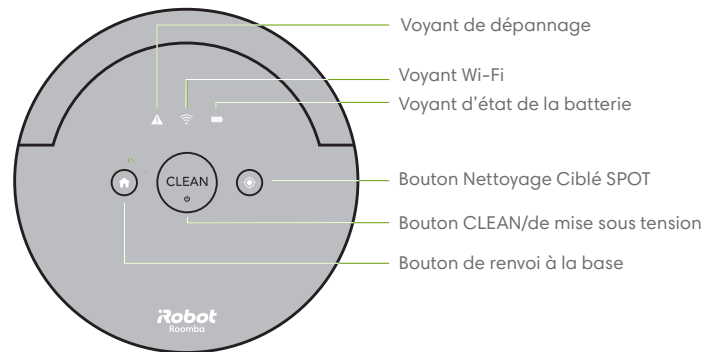 Voyant de dépannage
Voyant Wi-Fi
Voyant d'état de la batterie
CLEAN
Bouton Nettoyage Ciblé SPOT
Bouton CLEAN/de mise sous tension
Bouton de renvoi à la base
iRobot
Roomba